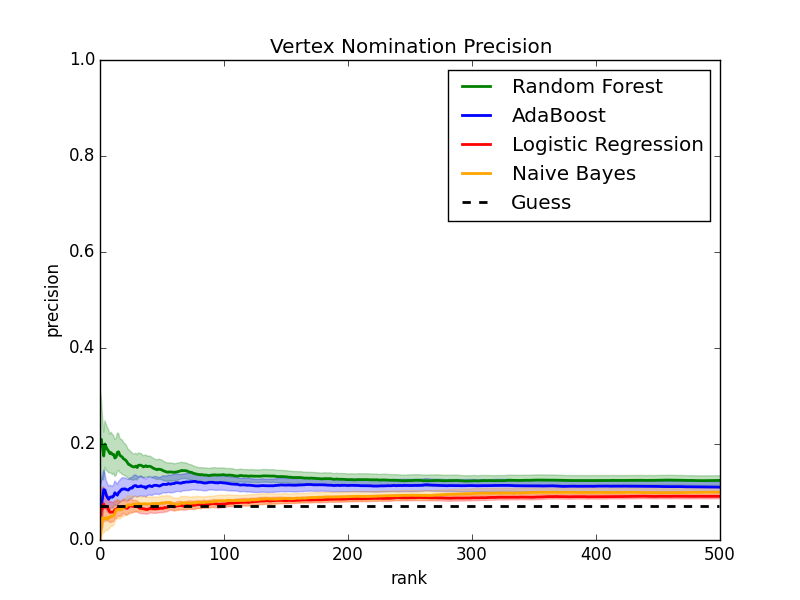 Vertex Nomination Precision
1.0
0.8
0.6
0.4
0.2
0.0
precision
Random Forest
AdaBoost
Logistic Regression
Naive Bayes
Guess
0
100
200
300
400
500
rank